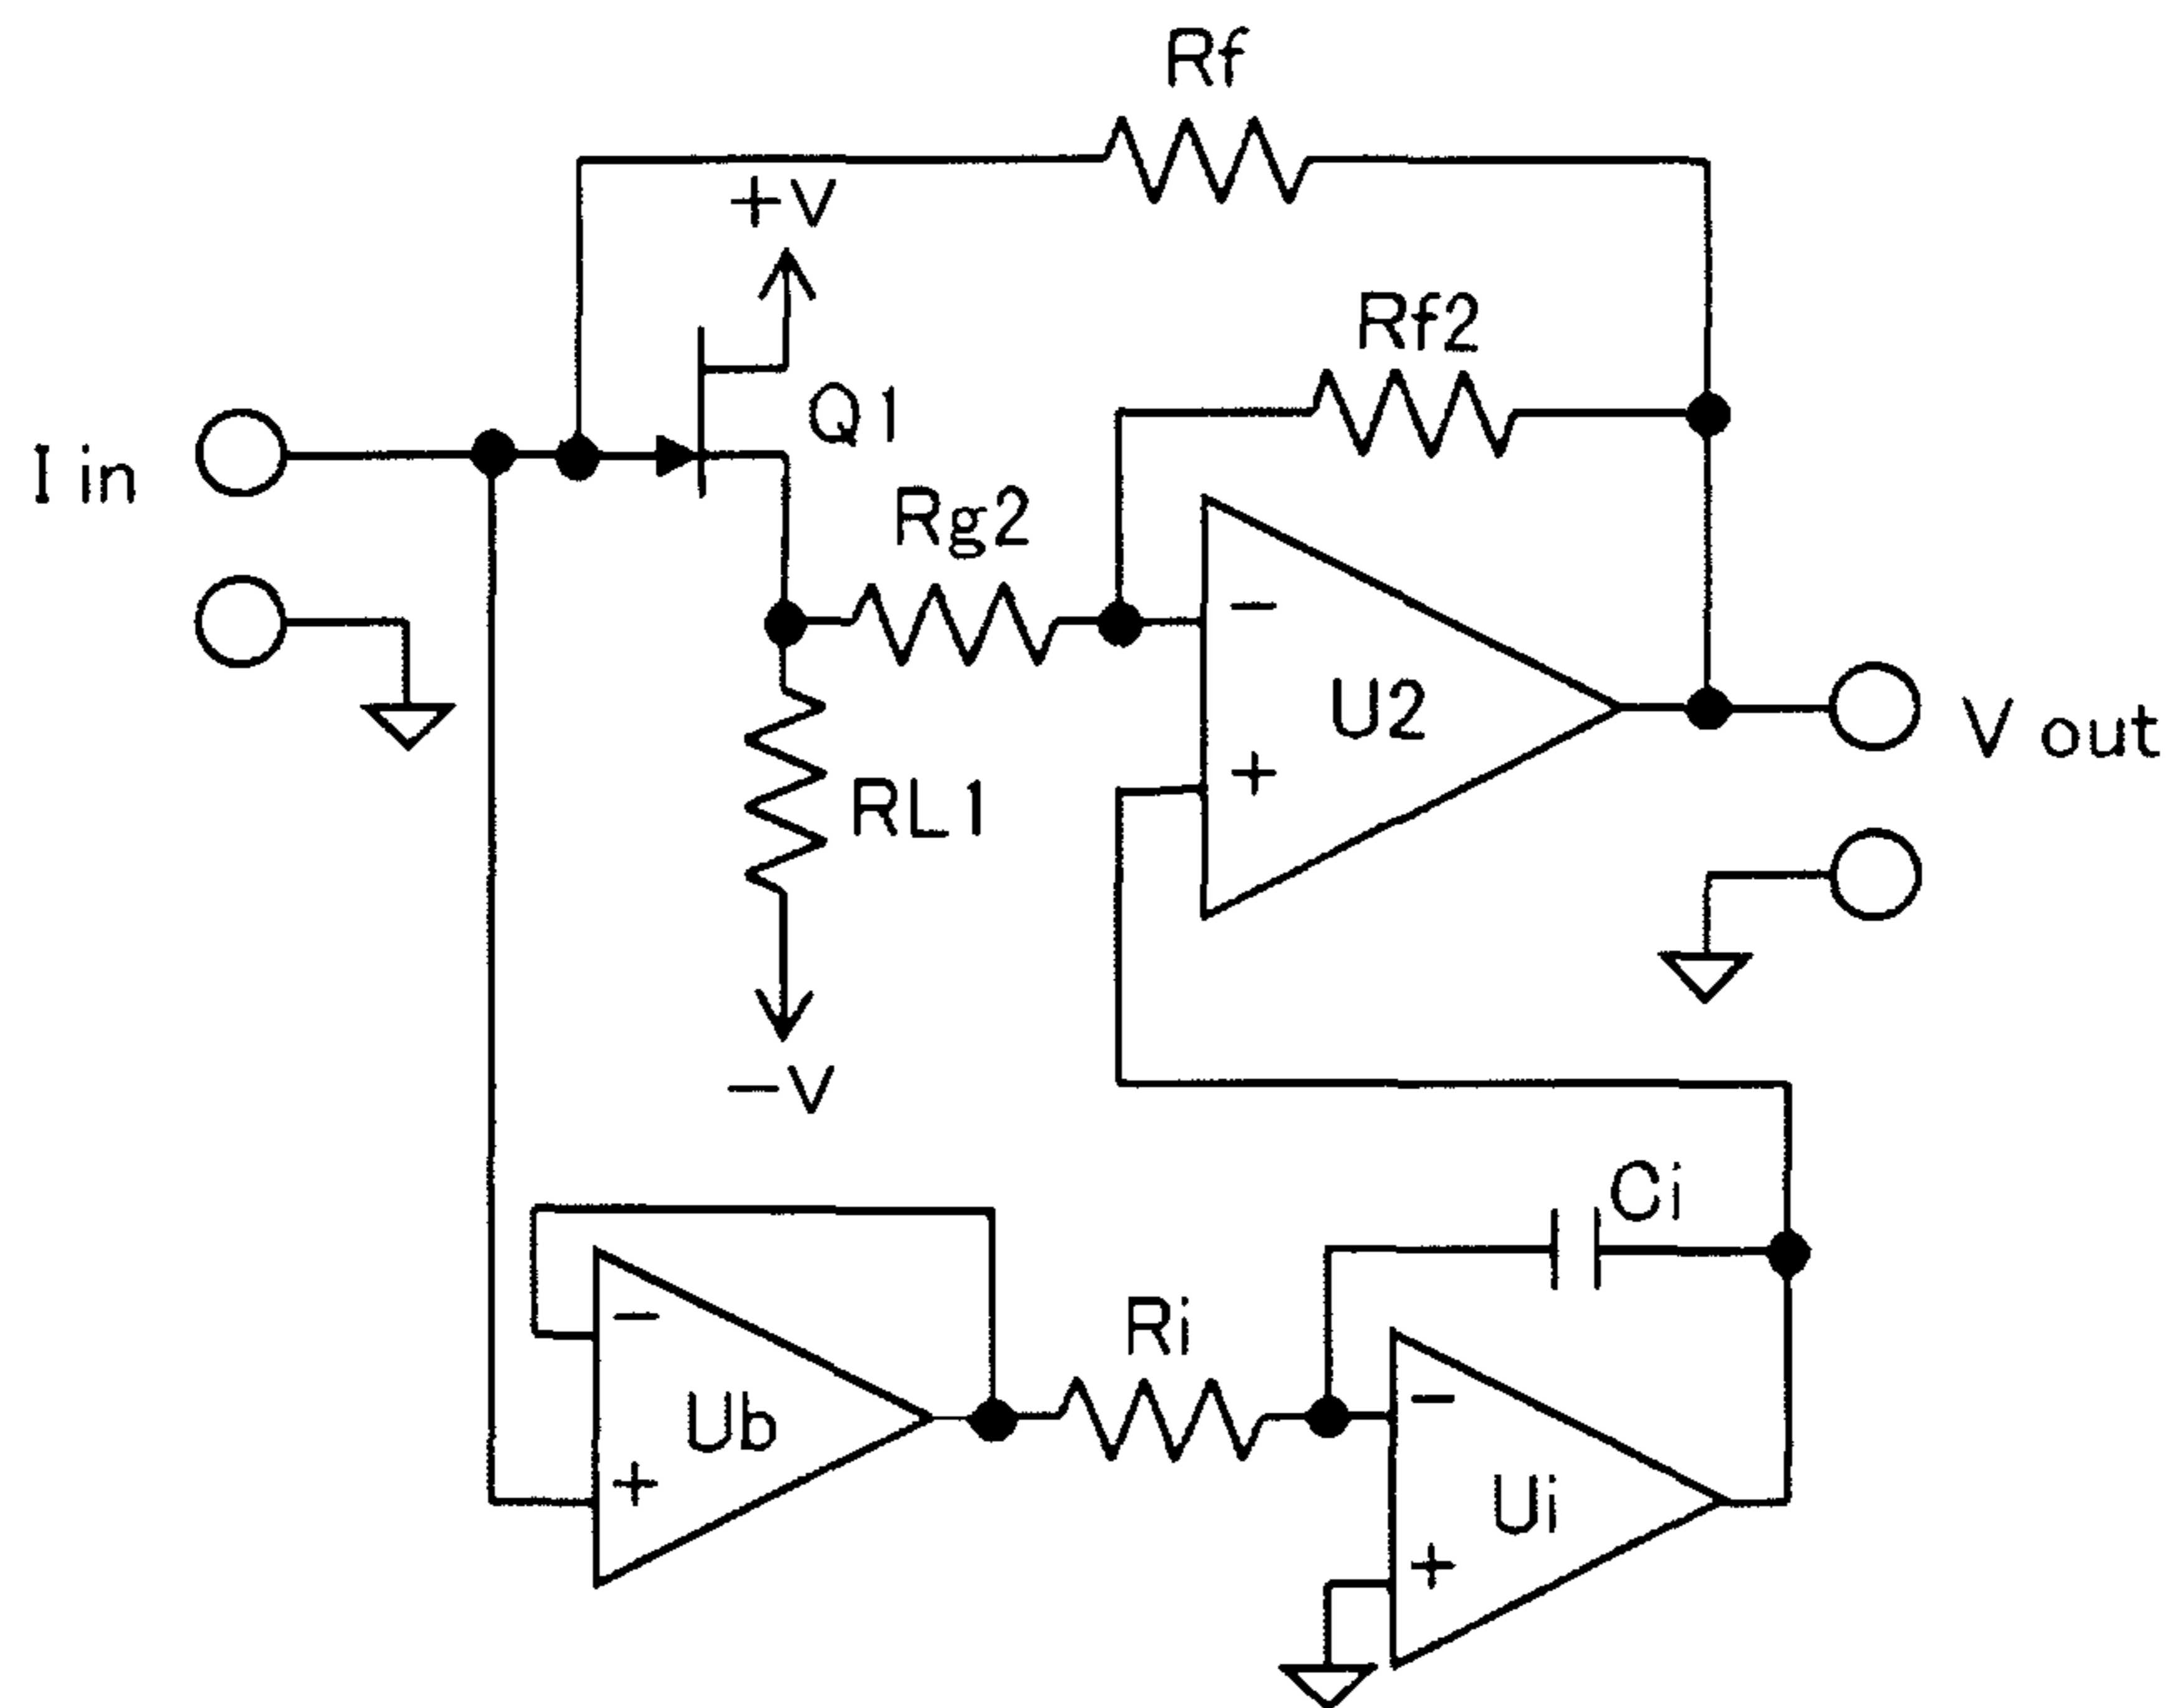 Rf
+V
Rf2
Q1
I in
Rg2
−
U2
V out
+
RL1
−V
Ci
−
Ri
−
Ub
+
Ui
+